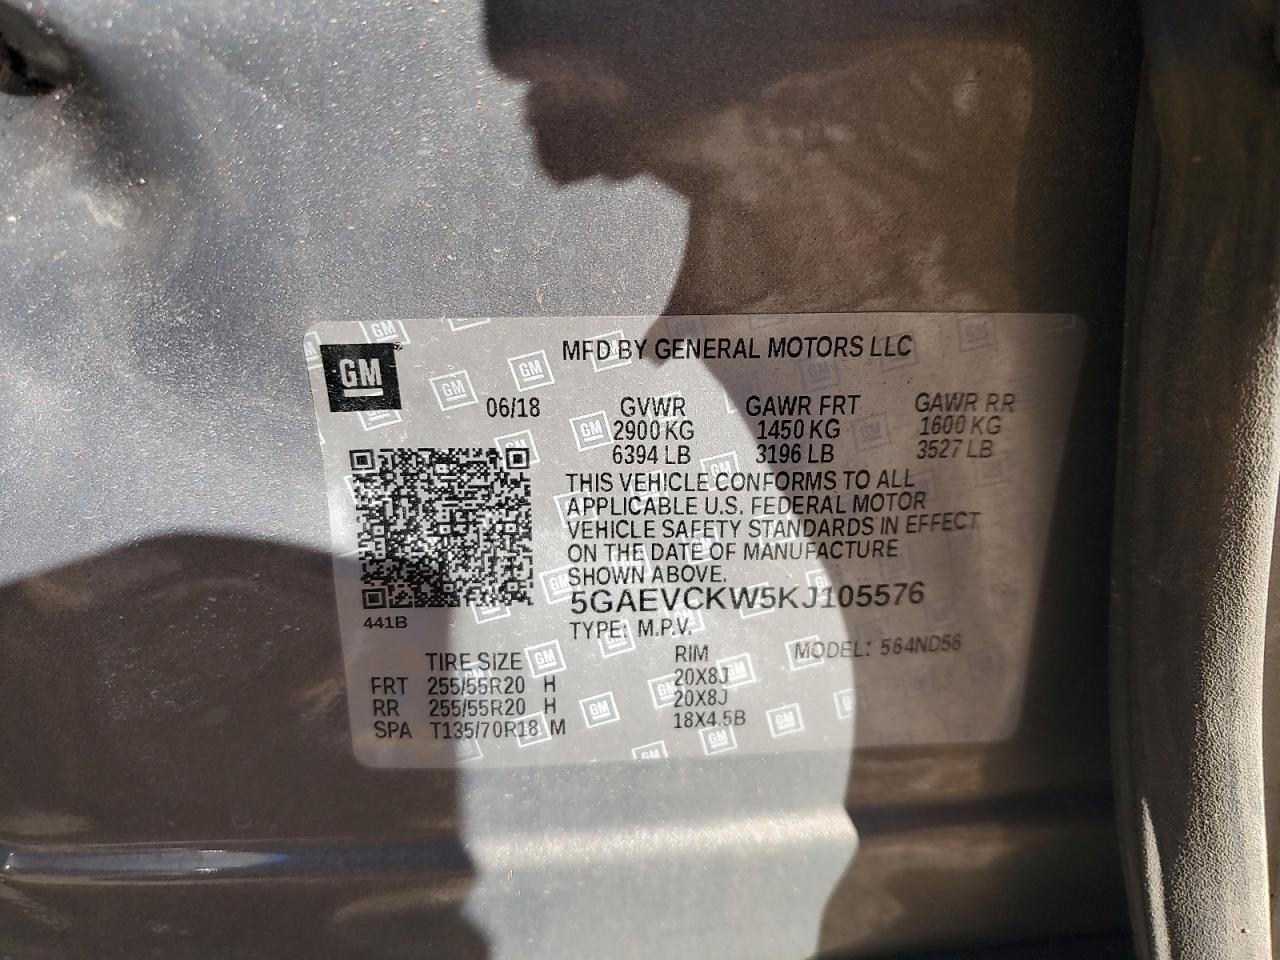 MFD BY GENERAL MOTORS LLC
GM
06/18 GVWR GAWR FRT GAWR RR
2900 KG 1450 KG 1600 KG
6394 LB 3196 LB 3527 LB
THIS VEHICLE CONFORMS TO ALL
APPLICABLE U.S. FEDERAL MOTOR
VEHICLE SAFETY STANDARDS IN EFFECT
ON THE DATE OF MANUFACTURE
SHOWN ABOVE.
5GAEVCKW5KJ105576
441B
TYPE: M.P.V.
MODEL: 564ND56
TIRE SIZE RIM
FRT 255/55R20 H 20X8J
RR 255/55R20 H 20X8J
SPA T135/70R18 M 18X4.5B